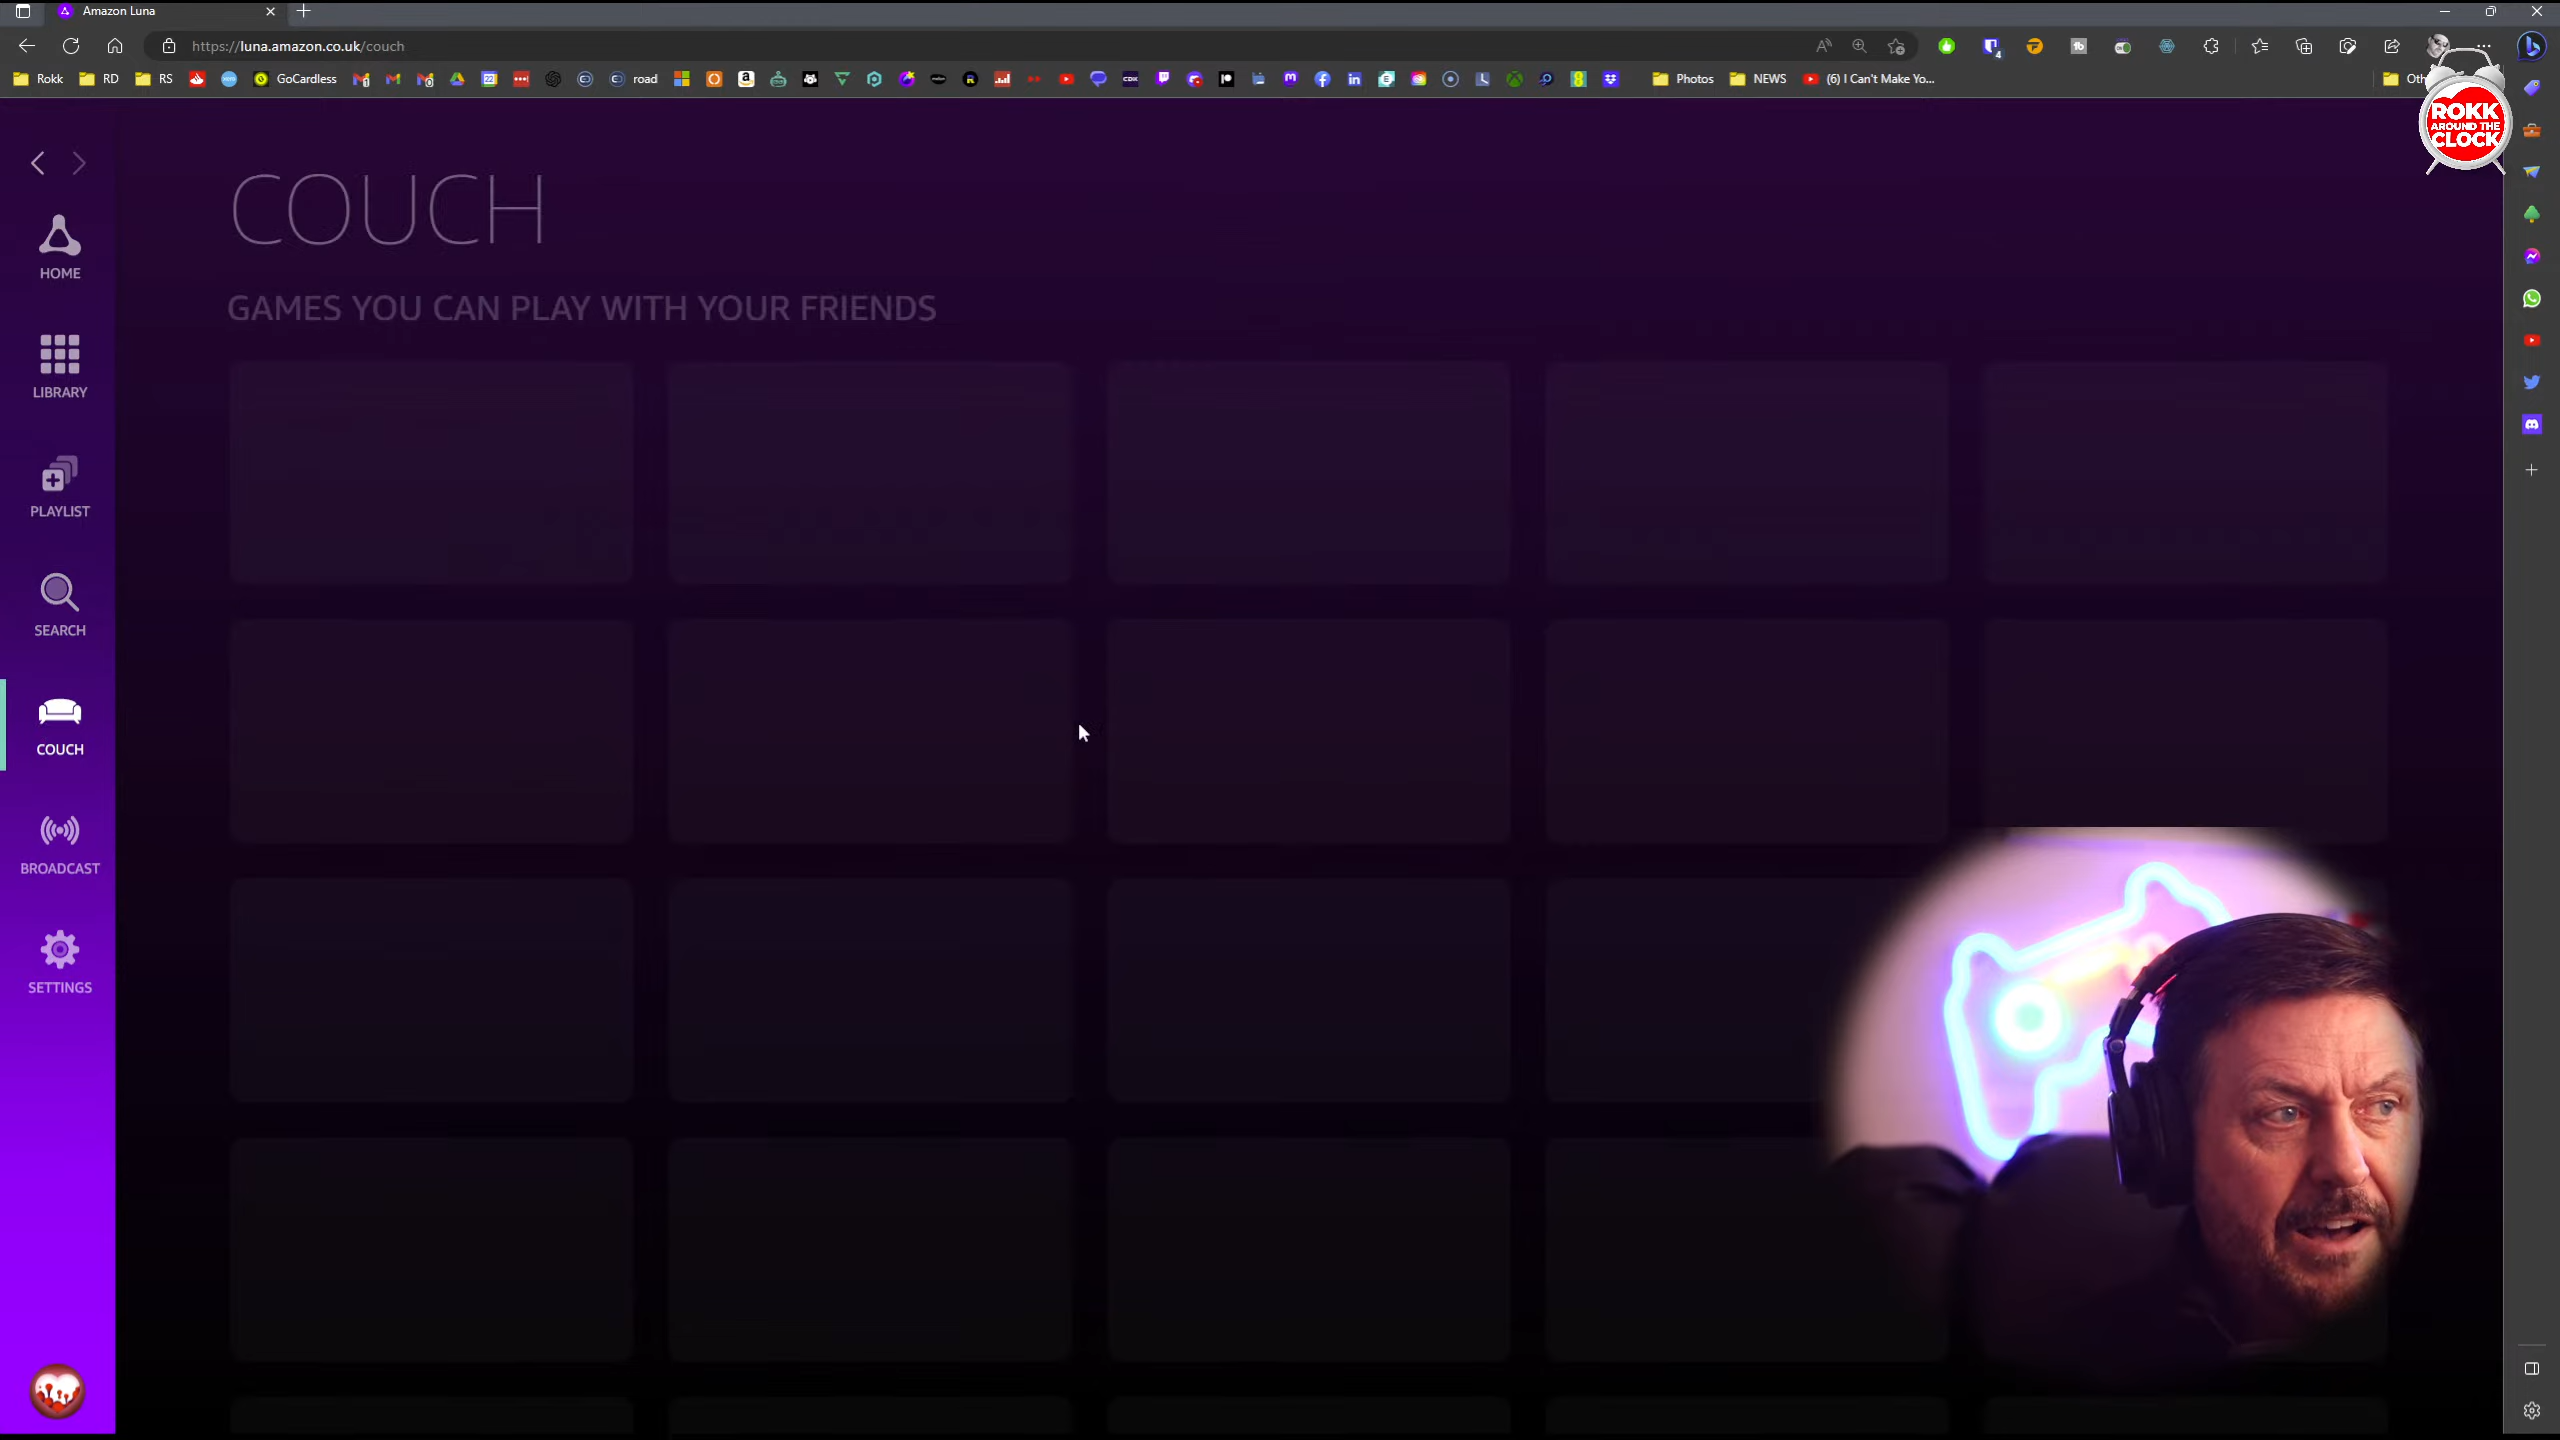 Amazon Luna
https://luna.amazon.co.uk/couch
Rokk RD RS GoCardless road Photos NEWS (6) I Can't Make Yo... Oth
ROKK
AROUND THE
CLOCK
COUCH
GAMES YOU CAN PLAY WITH YOUR FRIENDS
HOME
LIBRARY
PLAYLIST
SEARCH
COUCH
BROADCAST
SETTINGS